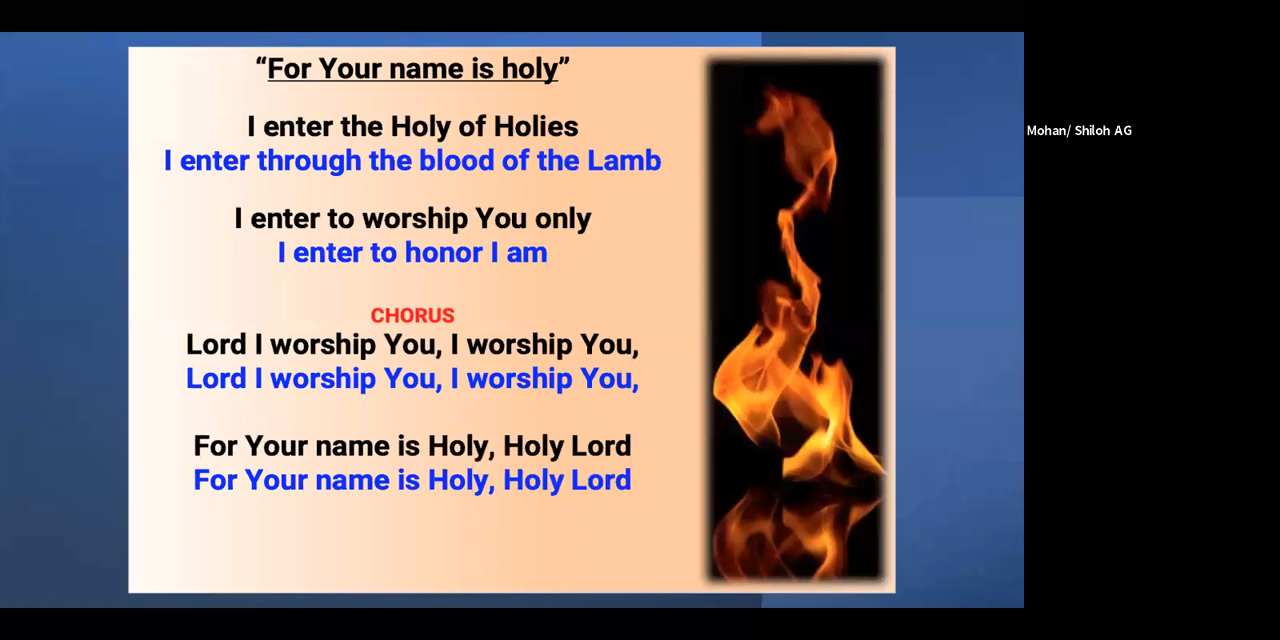 “For Your name is holy”
I enter the Holy of Holies
I enter through the blood of the Lamb
I enter to worship You only
I enter to honor I am
CHORUS
Lord I worship You, I worship You,
Lord I worship You, I worship You,
For Your name is Holy, Holy Lord
For Your name is Holy, Holy Lord
Mohan/ Shiloh AG